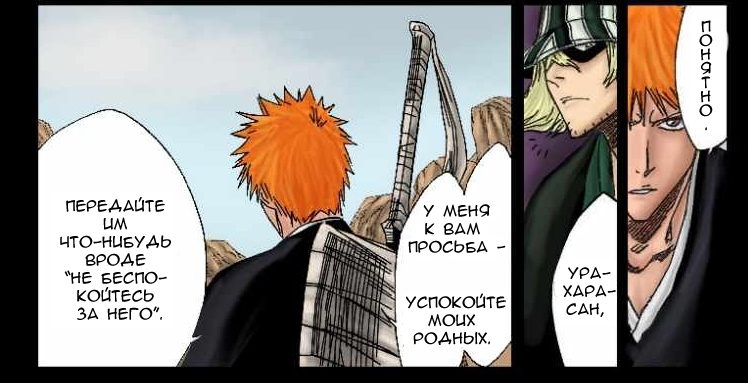 ПОНЯТНО.
УРА-
ХАРА-
САН,
У МЕНЯ
К ВАМ
ПРОСЬБА –
УСПОКОЙТЕ
МОИХ
РОДНЫХ.
ПЕРЕДАЙТЕ
ИМ
ЧТО-НИБУДЬ
ВРОДЕ
"НЕ БЕСПО-
КОЙТЕСЬ
ЗА НЕГО".